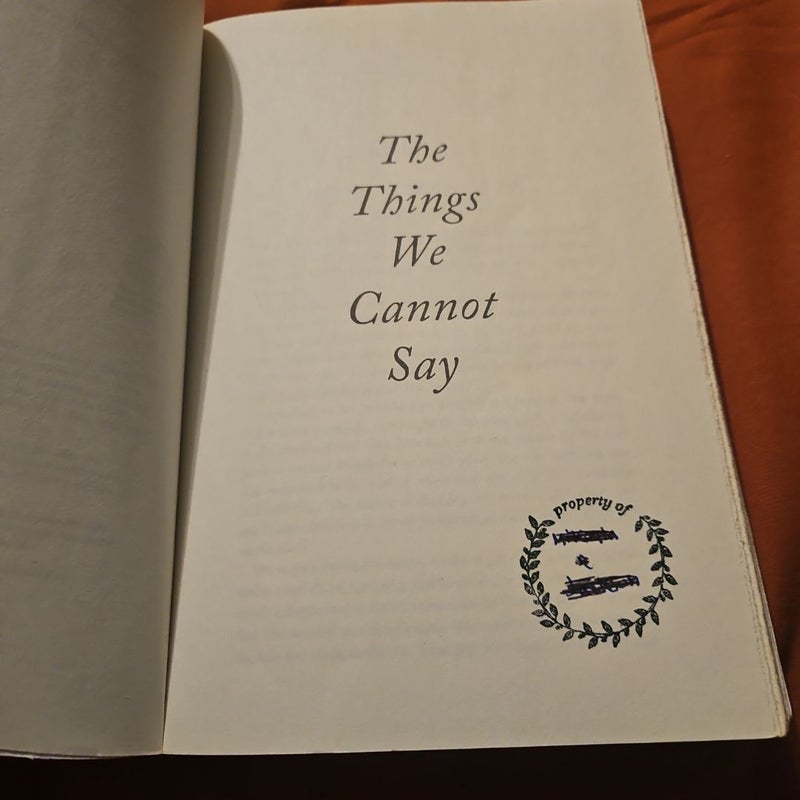 The
Things
We
Cannot
Say
property of